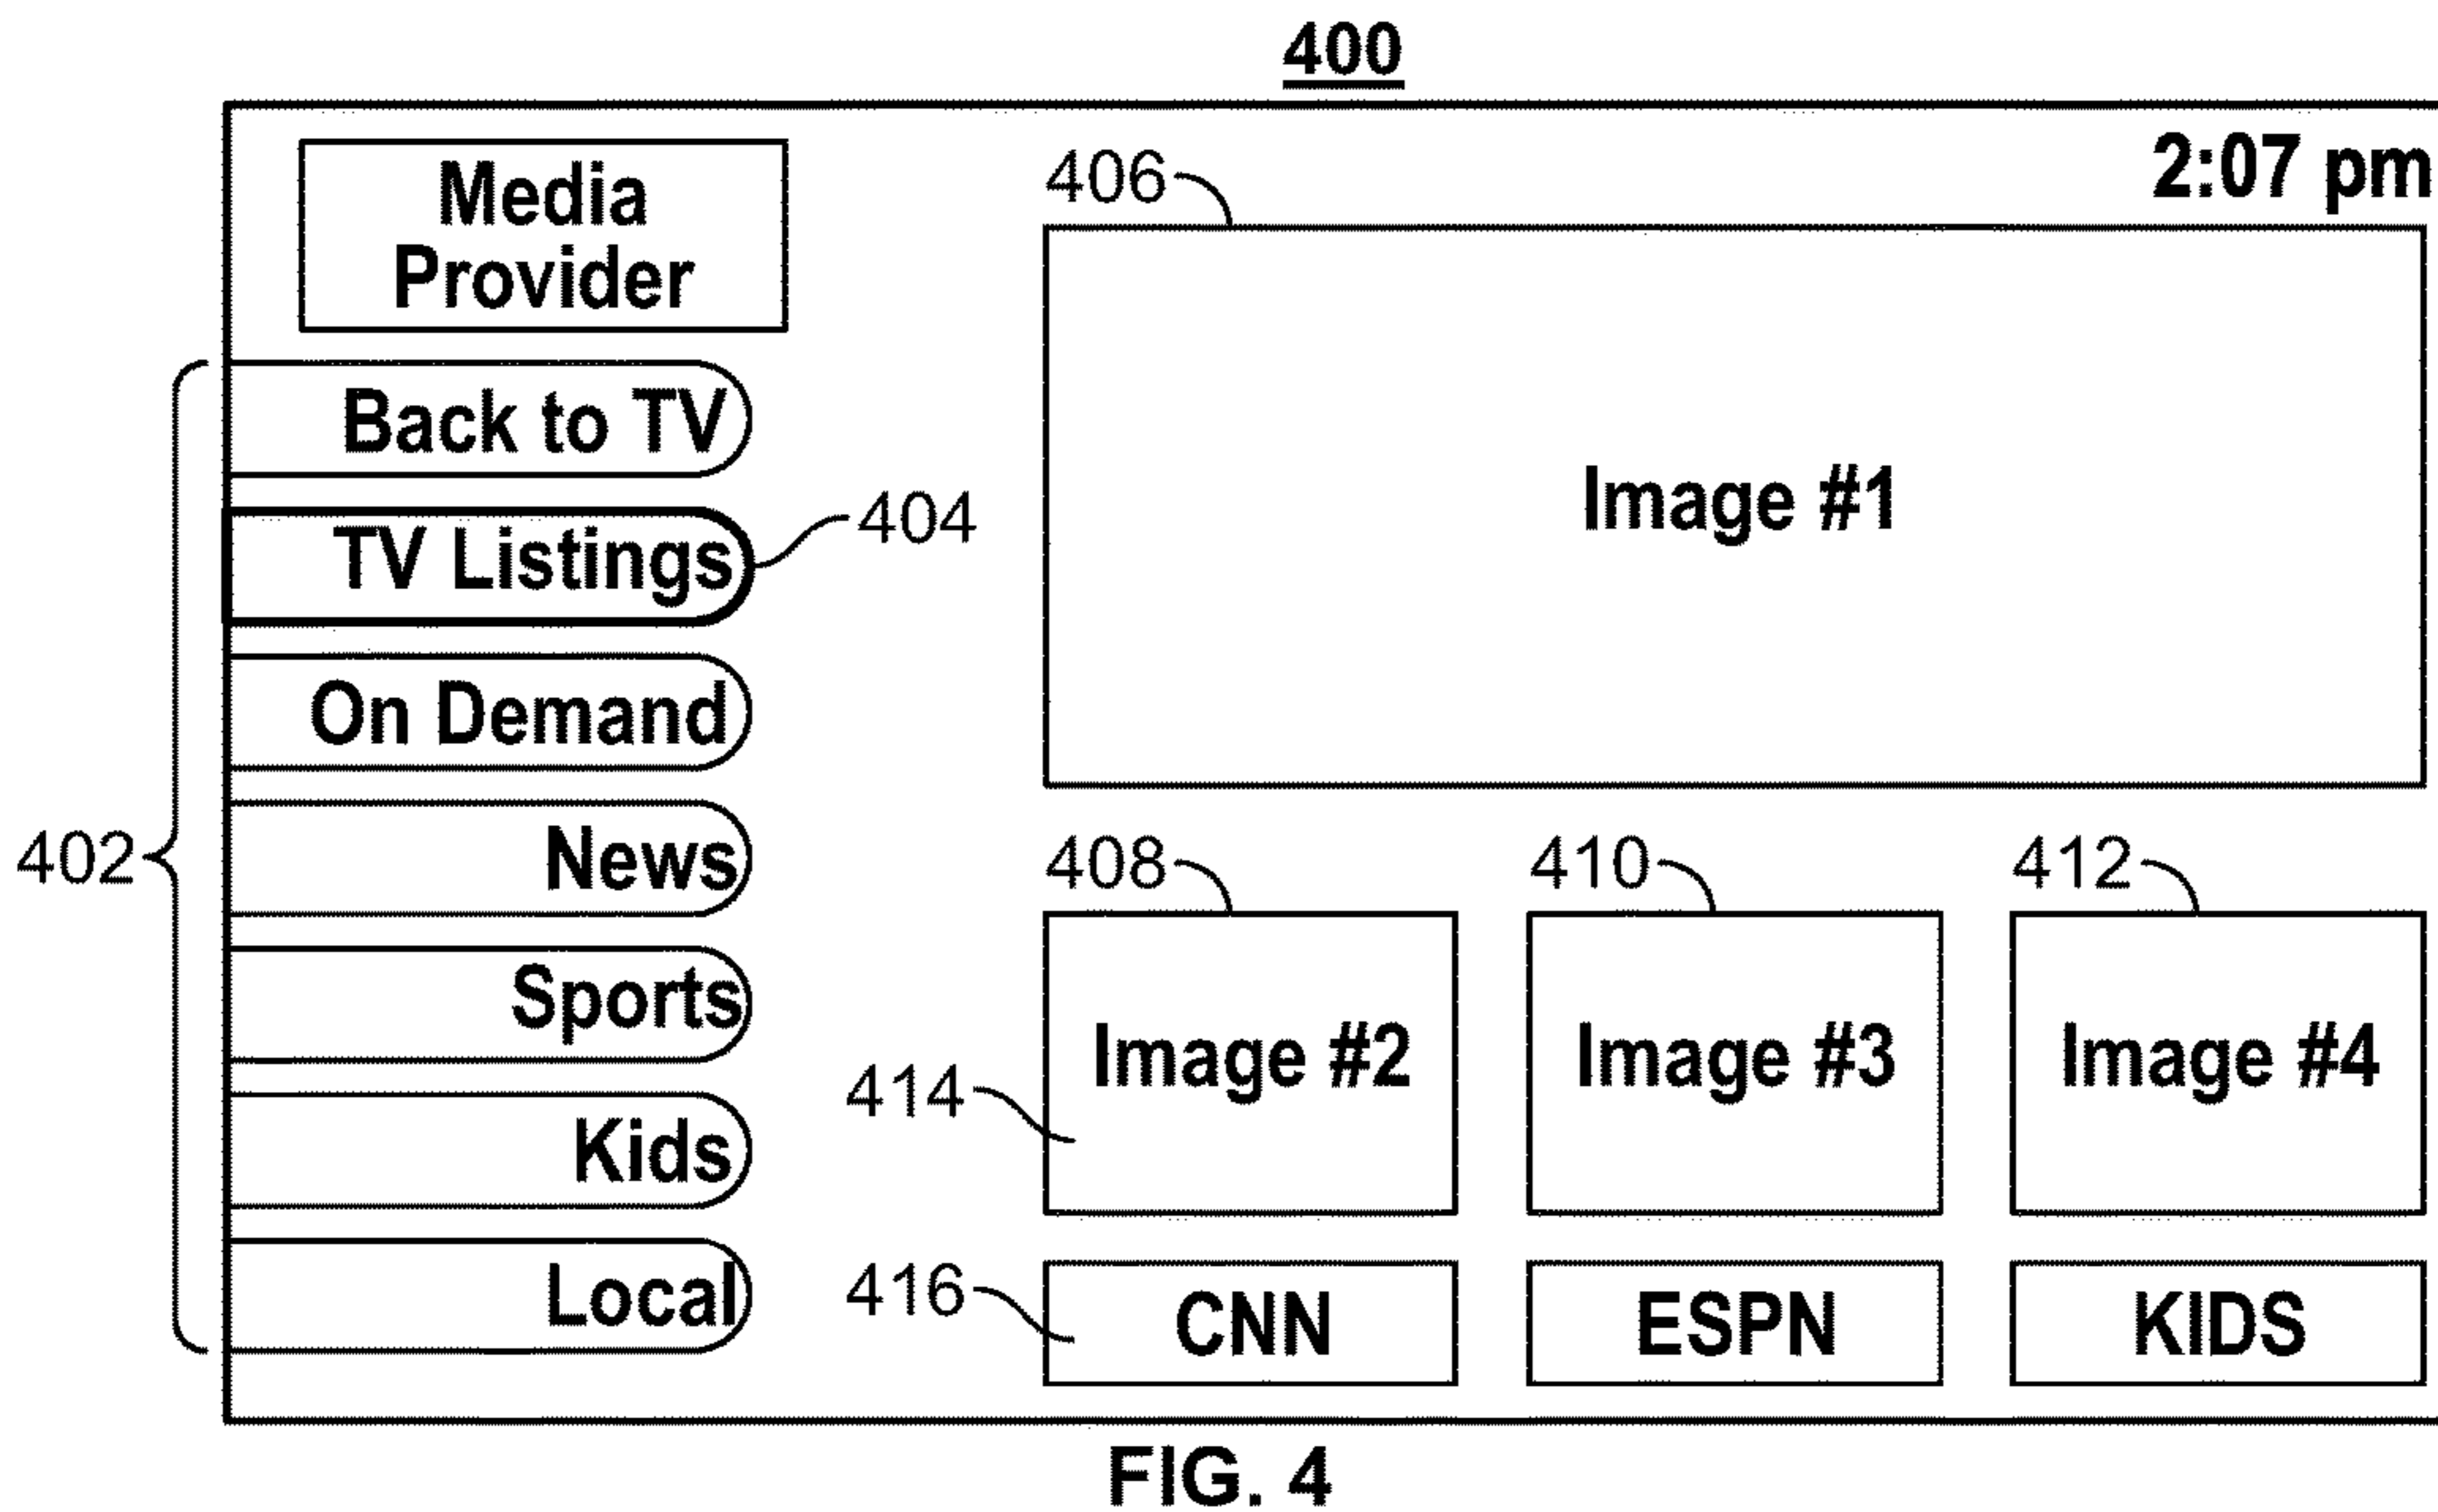 400
Media
Provider
2:07 pm
406
Back to TV
TV Listings
404
On Demand
News
Sports
Kids
Local
402
Image #1
408
410
412
Image #2
Image #3
Image #4
414
416
CNN
ESPN
KIDS
FIG. 4